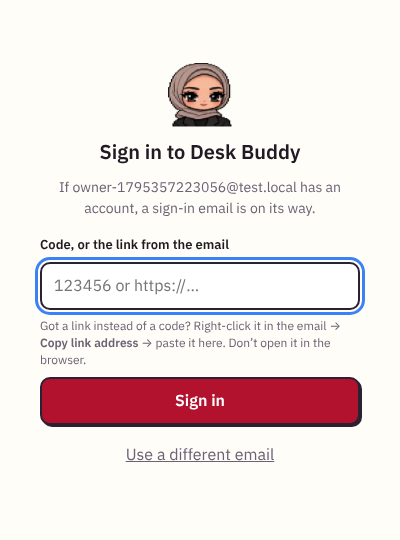 Sign in to Desk Buddy
If owner-1795357223056@test.local has an
account, a sign-in email is on its way.
Code, or the link from the email
123456 or https://...
Got a link instead of a code? Right-click it in the email →
Copy link address → paste it here. Don’t open it in the
browser.
Sign in
Use a different email